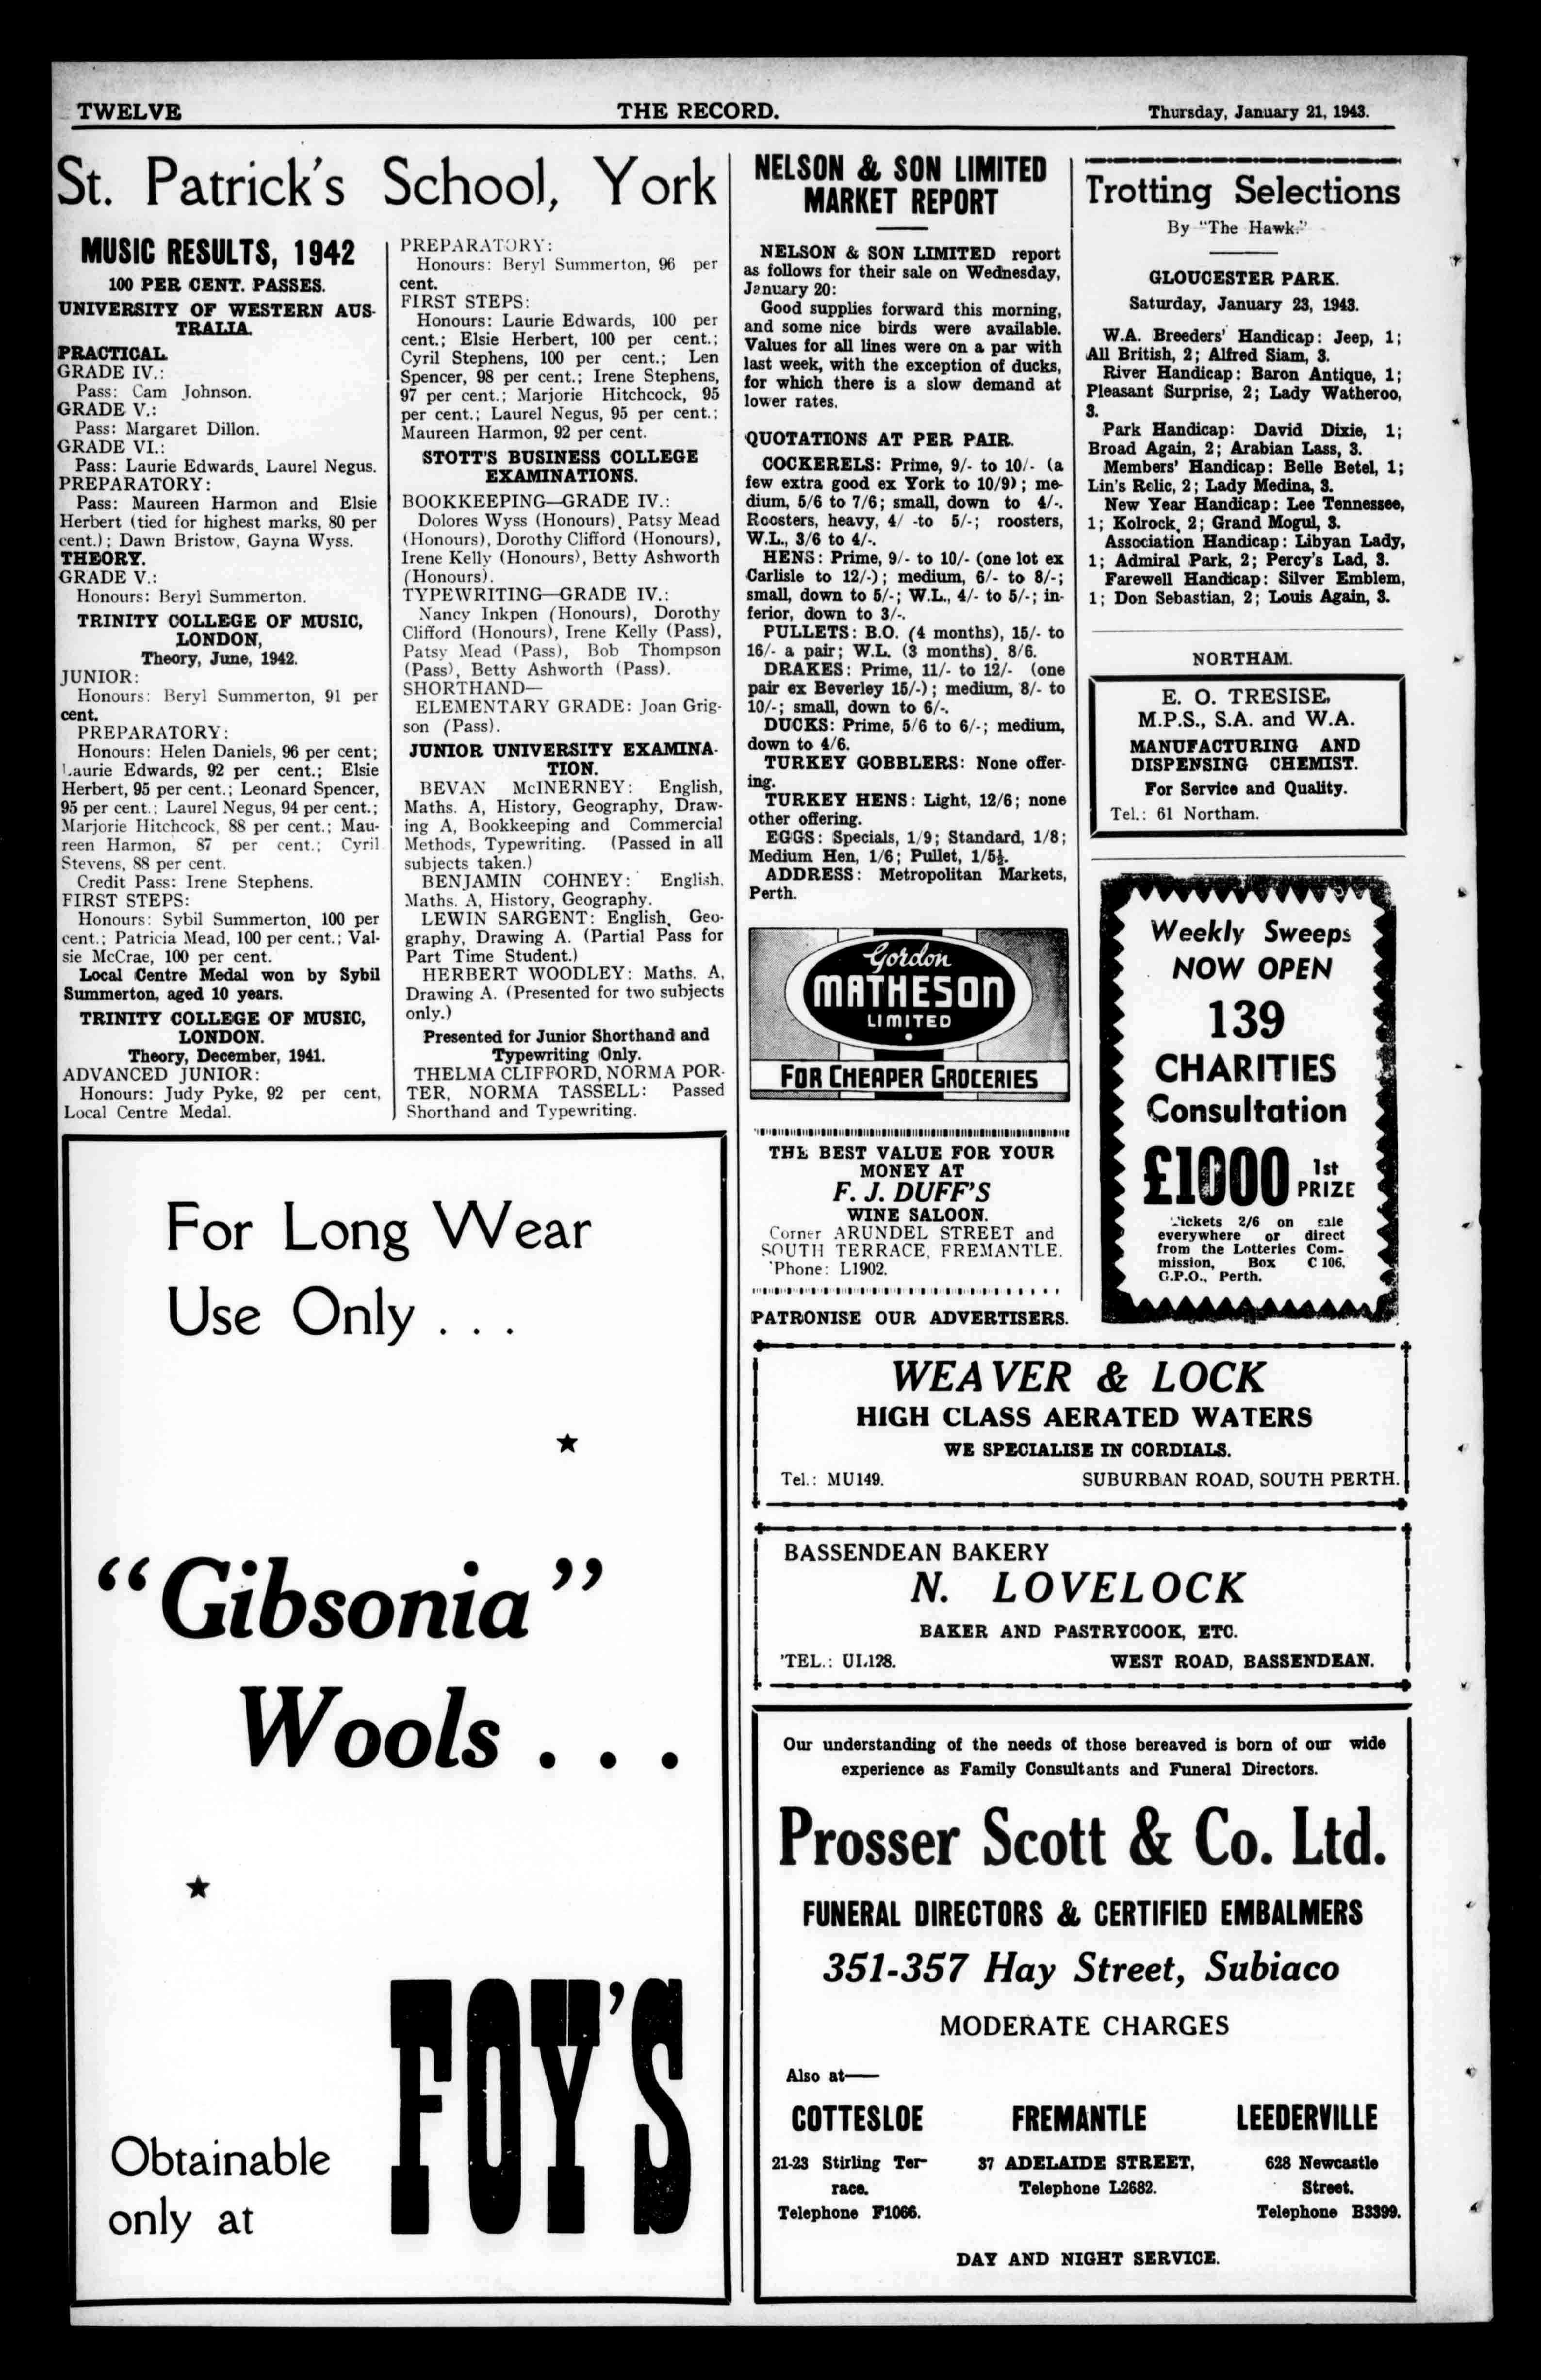 TWELVE
THE RECORD.
Thursday, January 21, 1943.
St. Patrick's School, York
MUSIC RESULTS, 1942
100 PER CENT. PASSES.
UNIVERSITY OF WESTERN AUS-
TRALIA.
PRACTICAL
GRADE IV.:
Pass: Cam Johnson.
GRADE V.:
Pass: Margaret Dillon.
GRADE VI.:
Pass: Laurie Edwards, Laurel Negus.
PREPARATORY:
Pass: Maureen Harmon and Elsie
Herbert (tied for highest marks, 80 per
cent.); Dawn Bristow, Gayna Wyss.
THEORY.
GRADE V.:
Honours: Beryl Summerton.
TRINITY COLLEGE OF MUSIC,
LONDON,
Theory, June, 1942.
JUNIOR:
Honours: Beryl Summerton, 91 per
cent.
PREPARATORY:
Honours: Helen Daniels, 96 per cent;
Laurie Edwards, 92 per cent.; Elsie
Herbert, 95 per cent.; Leonard Spencer,
95 per cent.; Laurel Negus, 94 per cent.;
Marjorie Hitchcock, 88 per cent.; Mau-
reen Harmon, 87 per cent.; Cyril
Stevens, 88 per cent.
Credit Pass: Irene Stephens.
FIRST STEPS:
Honours: Sybil Summerton, 100 per
cent.; Patricia Mead, 100 per cent.; Val-
sie McCrae, 100 per cent.
Local Centre Medal won by Sybil
Summerton, aged 10 years.
TRINITY COLLEGE OF MUSIC,
LONDON.
Theory, December, 1941.
ADVANCED JUNIOR:
Honours: Judy Pyke, 92 per cent,
Local Centre Medal.
PREPARATORY:
Honours: Beryl Summerton, 96 per
cent.
FIRST STEPS:
Honours: Laurie Edwards, 100 per
cent.; Elsie Herbert, 100 per cent.;
Cyril Stephens, 100 per cent.; Len
Spencer, 98 per cent.; Irene Stephens,
97 per cent.; Marjorie Hitchcock, 95
per cent.; Laurel Negus, 95 per cent.;
Maureen Harmon, 92 per cent.
STOTT'S BUSINESS COLLEGE
EXAMINATIONS.
BOOKKEEPING—GRADE IV.:
Dolores Wyss (Honours), Patsy Mead
(Honours), Dorothy Clifford (Honours),
Irene Kelly (Honours), Betty Ashworth
(Honours).
TYPEWRITING—GRADE IV.:
Nancy Inkpen (Honours), Dorothy
Clifford (Honours), Irene Kelly (Pass),
Patsy Mead (Pass), Bob Thompson
(Pass), Betty Ashworth (Pass).
SHORTHAND—
ELEMENTARY GRADE: Joan Grig-
son (Pass).
JUNIOR UNIVERSITY EXAMINA-
TION.
BEVAN McINERNEY: English,
Maths. A, History, Geography, Draw-
ing A, Bookkeeping and Commercial
Methods, Typewriting. (Passed in all
subjects taken.)
BENJAMIN COHNEY: English,
Maths. A, History, Geography.
LEWIN SARGENT: English, Geo-
graphy, Drawing A. (Partial Pass for
Part Time Student.)
HERBERT WOODLEY: Maths. A,
Drawing A. (Presented for two subjects
only.)
Presented for Junior Shorthand and
Typewriting Only.
THELMA CLIFFORD, NORMA POR-
TER, NORMA TASSELL: Passed
Shorthand and Typewriting.
For Long Wear
Use Only . . .
"Gibsonia"
Wools . . .
Obtainable
only at
FOY'S
NELSON & SON LIMITED
MARKET REPORT
NELSON & SON LIMITED report
as follows for their sale on Wednesday,
January 20:
Good supplies forward this morning,
and some nice birds were available.
Values for all lines were on a par with
last week, with the exception of ducks,
for which there is a slow demand at
lower rates.
QUOTATIONS AT PER PAIR.
COCKERELS: Prime, 9/- to 10/- (a
few extra good ex York to 10/9); me-
dium, 5/6 to 7/6; small, down to 4/-.
Roosters, heavy, 4/ -to 5/-; roosters,
W.L., 3/6 to 4/-.
HENS: Prime, 9/- to 10/- (one lot ex
Carlisle to 12/-); medium, 6/- to 8/-;
small, down to 5/-; W.L., 4/- to 5/-; in-
ferior, down to 3/-.
PULLETS: B.O. (4 months), 15/- to
16/- a pair; W.L. (3 months), 8/6.
DRAKES: Prime, 11/- to 12/- (one
pair ex Beverley 15/-); medium, 8/- to
10/-; small, down to 6/-.
DUCKS: Prime, 5/6 to 6/-; medium,
down to 4/6.
TURKEY GOBBLERS: None offer-
ing.
TURKEY HENS: Light, 12/6; none
other offering.
EGGS: Specials, 1/9; Standard, 1/8;
Medium Hen, 1/6; Pullet, 1/5½.
ADDRESS: Metropolitan Markets,
Perth.
Gordon
MATHESON
LIMITED
FOR CHEAPER GROCERIES
THE BEST VALUE FOR YOUR
MONEY AT
F. J. DUFF'S
WINE SALOON.
Corner ARUNDEL STREET and
SOUTH TERRACE, FREMANTLE.
'Phone: L1902.
PATRONISE OUR ADVERTISERS.
Trotting Selections
By "The Hawk."
GLOUCESTER PARK.
Saturday, January 23, 1943.
W.A. Breeders' Handicap: Jeep, 1;
All British, 2; Alfred Siam, 3.
River Handicap: Baron Antique, 1;
Pleasant Surprise, 2; Lady Watheroo,
3.
Park Handicap: David Dixie, 1;
Broad Again, 2; Arabian Lass, 3.
Members' Handicap: Belle Betel, 1;
Lin's Relic, 2; Lady Medina, 3.
New Year Handicap: Lee Tennessee,
1; Kolrock, 2; Grand Mogul, 3.
Association Handicap: Libyan Lady,
1; Admiral Park, 2; Percy's Lad, 3.
Farewell Handicap: Silver Emblem,
1; Don Sebastian, 2; Louis Again, 3.
NORTHAM.
E. O. TRESISE,
M.P.S., S.A. and W.A.
MANUFACTURING AND
DISPENSING CHEMIST.
For Service and Quality.
Tel.: 61 Northam.
Weekly Sweeps
NOW OPEN
139
CHARITIES
Consultation
£1000 1st
PRIZE
Tickets 2/6 on sale
everywhere or direct
from the Lotteries Com-
mission, Box C 106,
G.P.O., Perth.
WEAVER & LOCK
HIGH CLASS AERATED WATERS
WE SPECIALISE IN CORDIALS.
Tel.: MU149. SUBURBAN ROAD, SOUTH PERTH.
BASSENDEAN BAKERY
N. LOVELOCK
BAKER AND PASTRYCOOK, ETC.
'TEL.: UL128. WEST ROAD, BASSENDEAN.
Our understanding of the needs of those bereaved is born of our wide
experience as Family Consultants and Funeral Directors.
Prosser Scott & Co. Ltd.
FUNERAL DIRECTORS & CERTIFIED EMBALMERS
351-357 Hay Street, Subiaco
MODERATE CHARGES
Also at—
COTTESLOE
21-23 Stirling Ter-
race.
Telephone F1066.
FREMANTLE
37 ADELAIDE STREET,
Telephone L2682.
LEEDERVILLE
628 Newcastle
Street.
Telephone B3399.
DAY AND NIGHT SERVICE.